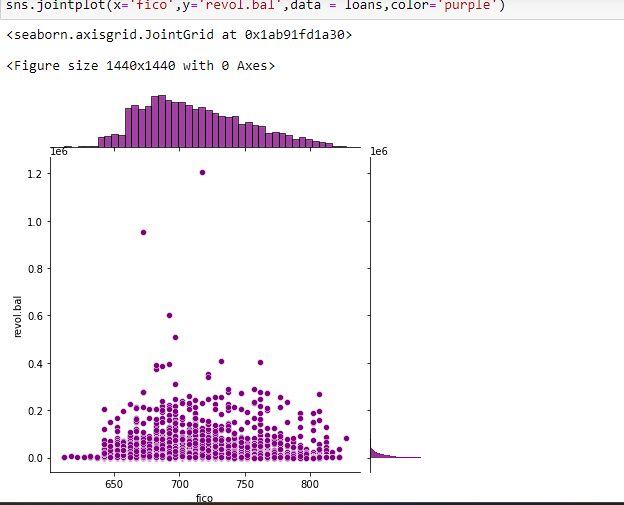 sns.jointplot(x='fico',y='revol.bal',data = loans,color='purple')
<seaborn.axisgrid.JointGrid at 0x1ab91fd1a30>
<Figure size 1440x1440 with 0 Axes>
1e6
1e6
1.2
1.0
0.8
0.6
0.4
0.2
0.0
revol.bal
650 700 750 800
fico